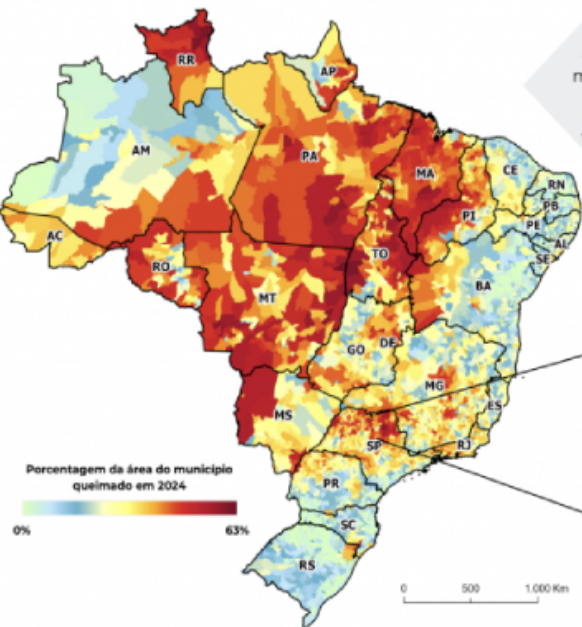 RR
AP
AM
PA
MA
CE
RN
PB
PI
PE
AL
SE
AC
TO
RO
BA
MT
GO
DF
MG
ES
MS
SP
RJ
PR
SC
RS
Porcentagem da área do município
queimado em 2024
0%
63%
0 500 1.000 Km